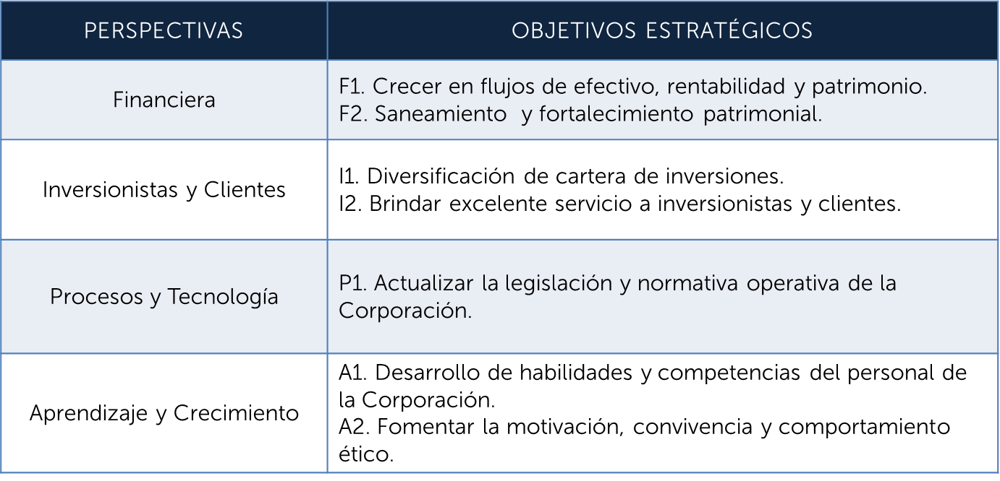 PERSPECTIVAS
OBJETIVOS ESTRATÉGICOS
Financiera
F1. Crecer en flujos de efectivo, rentabilidad y patrimonio.
F2. Saneamiento  y fortalecimiento patrimonial.
Inversionistas y Clientes
I1. Diversificación de cartera de inversiones.
I2. Brindar excelente servicio a inversionistas y clientes.
Procesos y Tecnología
P1. Actualizar la legislación y normativa operativa de la
Corporación.
Aprendizaje y Crecimiento
A1. Desarrollo de habilidades y competencias del personal de
la Corporación.
A2. Fomentar la motivación, convivencia y comportamiento
ético.